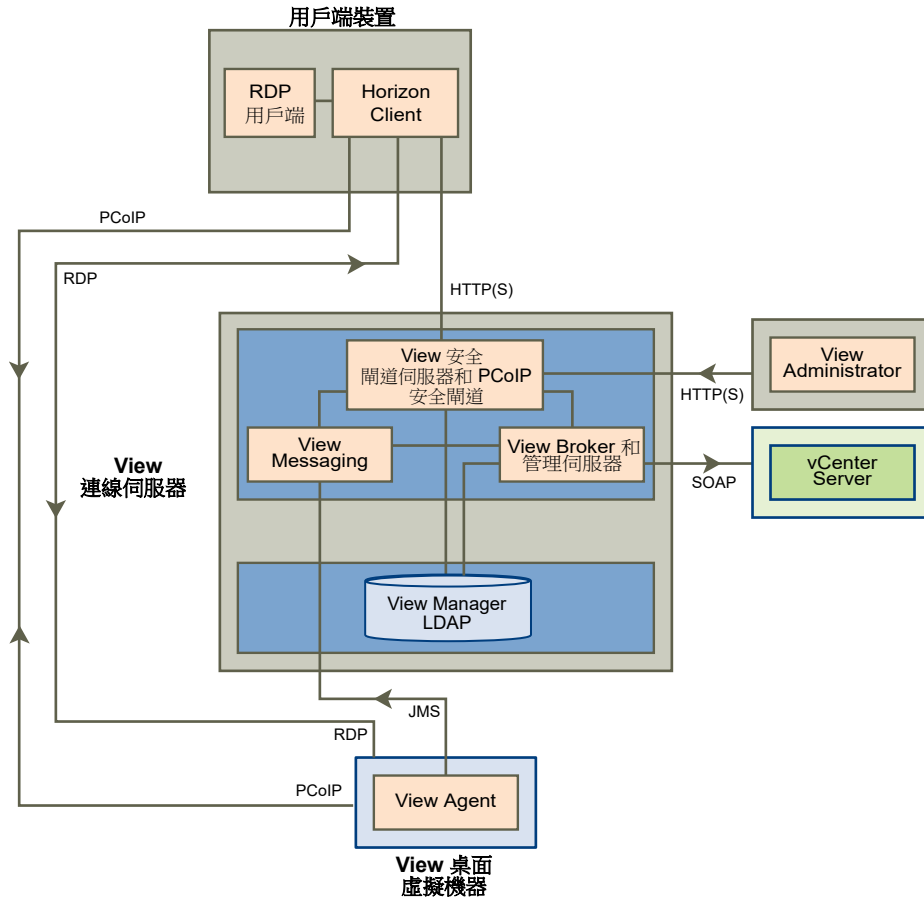 用戶端裝置
RDP
用戶端
Horizon
Client
PCoIP
RDP
HTTP(S)
View 安全
閘道伺服器和 PCoIP
安全閘道
View
Administrator
HTTP(S)
View
Messaging
View Broker 和
管理伺服器
vCenter
Server
SOAP
View
連線伺服器
View Manager
LDAP
JMS
RDP
PCoIP
View Agent
View 桌面
虛擬機器